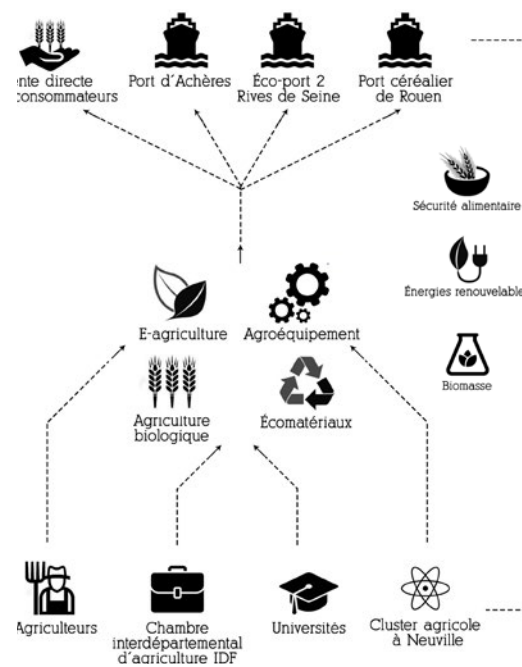 ente directe
consommateurs
Port d'Achères
Éco-port 2
Rives de Seine
Port céréalier
de Rouen
Sécurité alimentaire
Énergies renouvelable
Biomasse
E-agriculture
Agroéquipement
Agriculture
biologique
Écomatériaux
Agriculteurs
Chambre
interdépartemental
d'agriculture IDF
Universités
Cluster agricole
à Neuville